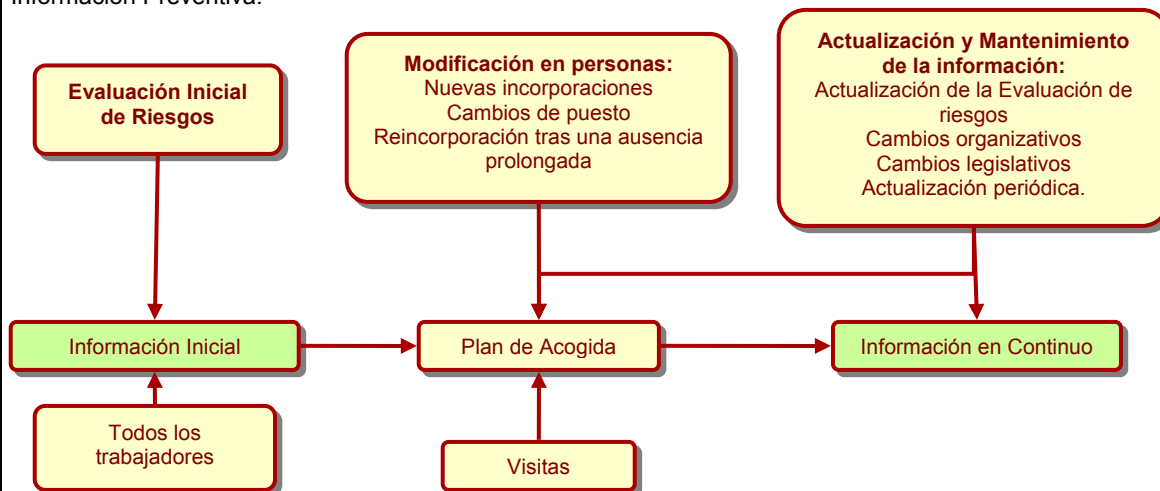 Información Preventiva.
Evaluación Inicial
de Riesgos
Modificación en personas:
Nuevas incorporaciones
Cambios de puesto
Reincorporación tras una ausencia
prolongada
Actualización y Mantenimiento
de la información:
Actualización de la Evaluación de
riesgos
Cambios organizativos
Cambios legislativos
Actualización periódica.
Información Inicial
Plan de Acogida
Información en Continuo
Todos los
trabajadores
Visitas